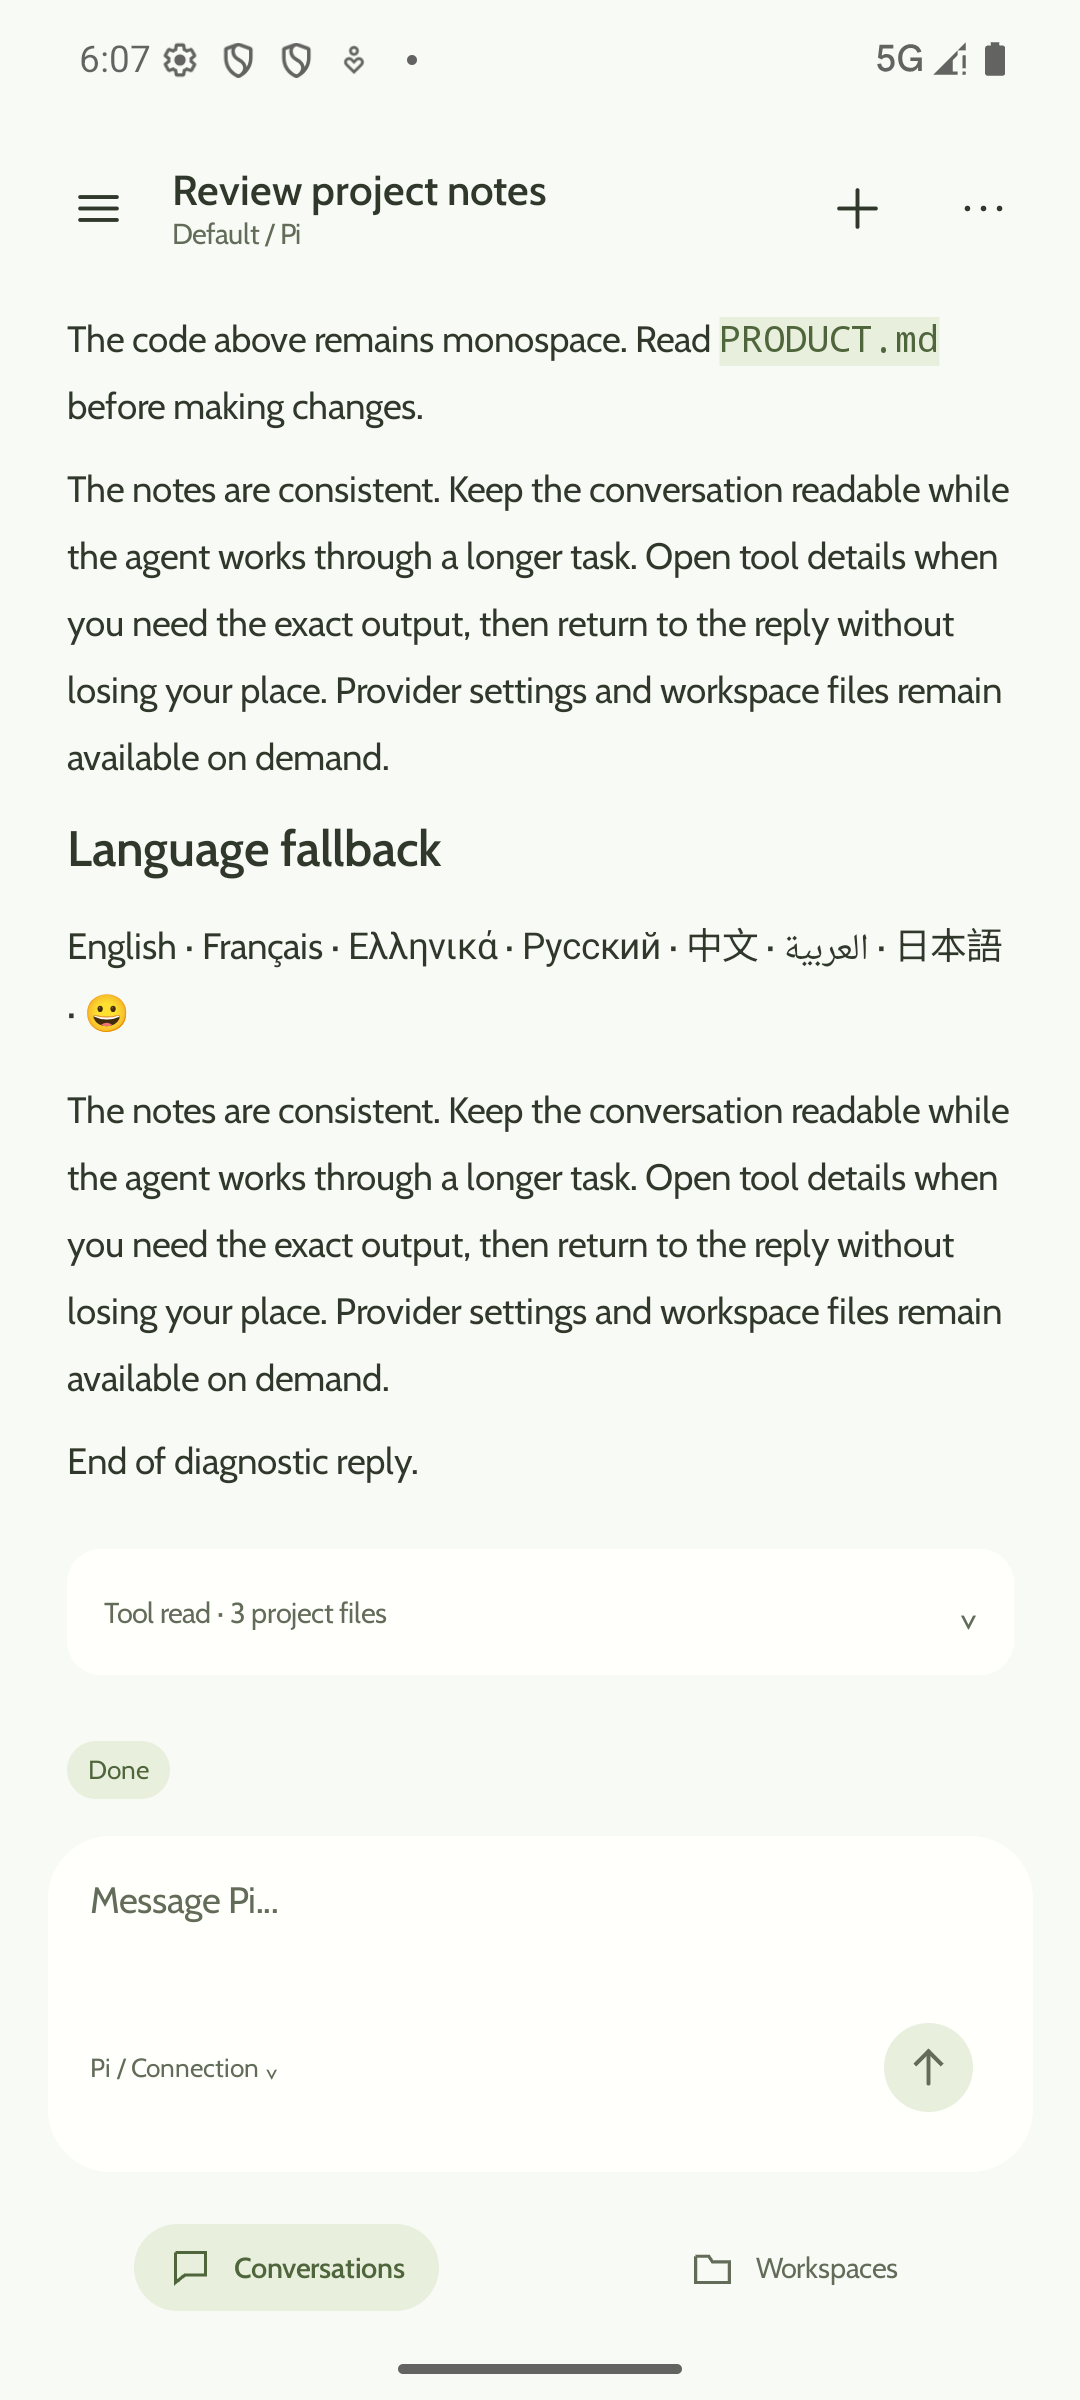 6:07
5G
Review project notes
Default / Pi
The code above remains monospace. Read PRODUCT.md
before making changes.
The notes are consistent. Keep the conversation readable while
the agent works through a longer task. Open tool details when
you need the exact output, then return to the reply without
losing your place. Provider settings and workspace files remain
available on demand.
Language fallback
English · Français · Ελληνικά · Русский · 中文 · العربية · 日本語
· 😀
The notes are consistent. Keep the conversation readable while
the agent works through a longer task. Open tool details when
you need the exact output, then return to the reply without
losing your place. Provider settings and workspace files remain
available on demand.
End of diagnostic reply.
Tool read · 3 project files
Done
Message Pi...
Pi / Connection
Conversations
Workspaces